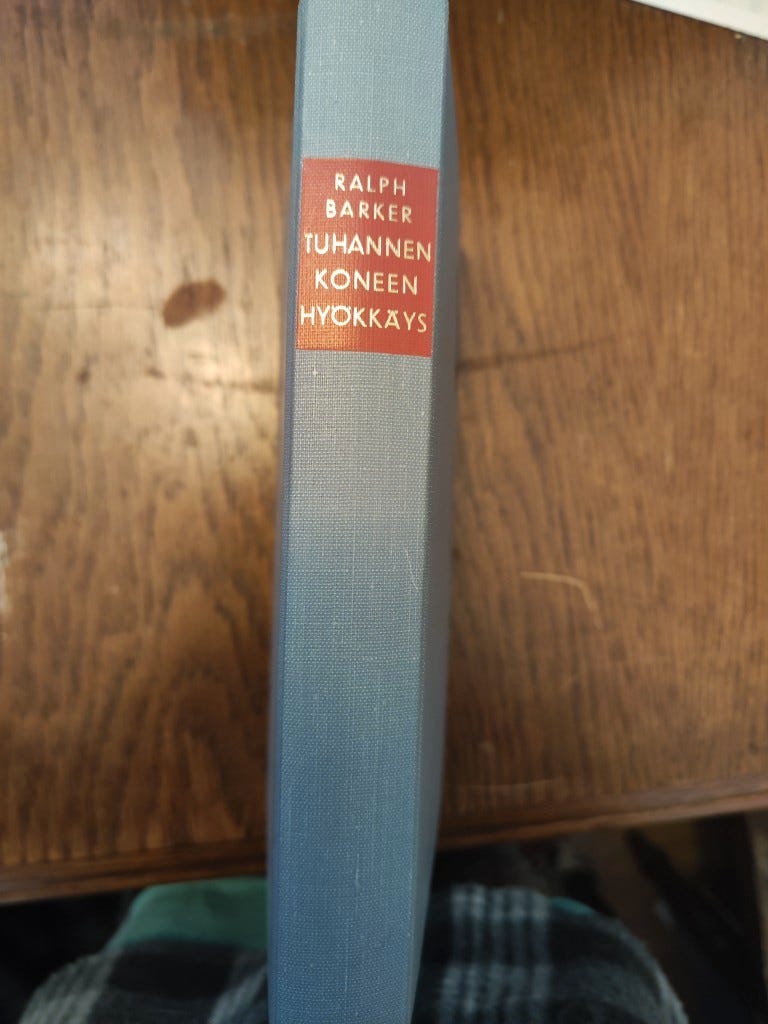 RALPH
BARKER
TUHANNEN
KONEEN
HYÖKKÄYS